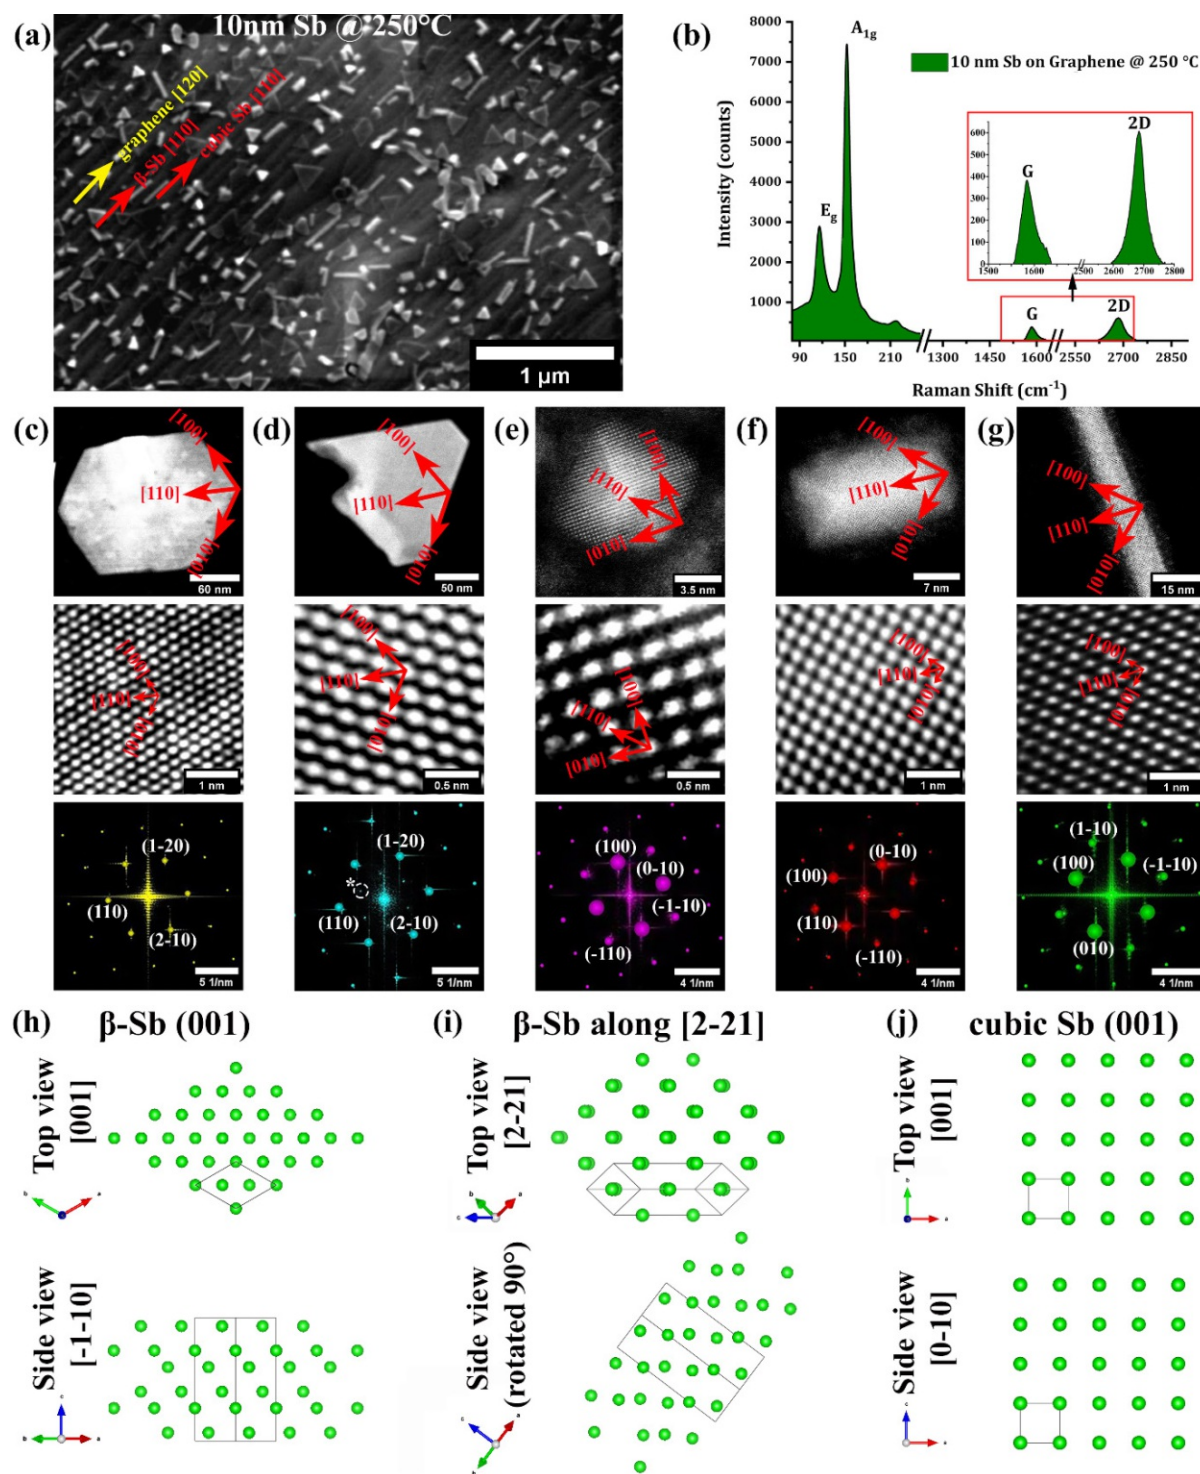 (a)
10nm Sb @ 250°C
graphene [120]
β-Sb [110]
cubic Sb [110]
1 μm
(b)
Intensity (counts)
8000
7000
6000
5000
4000
3000
2000
1000
A1g
Eg
10 nm Sb on Graphene @ 250 °C
600
500
400
300
200
100
0
G
2D
1500
1600
2500
2600
2700
2800
G
2D
90
150
210
1300
1450
1600
2550
2700
2850
Raman Shift (cm-1)
(c)
[100]
[110]
[010]
60 nm
(d)
[100]
[110]
[010]
50 nm
(e)
[100]
[110]
[010]
3.5 nm
(f)
[100]
[110]
[010]
7 nm
(g)
[100]
[110]
[010]
15 nm
[100]
[110]
[010]
1 nm
[100]
[110]
[010]
0.5 nm
[100]
[110]
[010]
0.5 nm
[100]
[110]
[010]
1 nm
[100]
[110]
[010]
1 nm
(1-20)
(110)
(2-10)
5 1/nm
(1-20)
*
(110)
(2-10)
5 1/nm
(100)
(0-10)
(-1-10)
(-110)
4 1/nm
(0-10)
(100)
(110)
(-110)
4 1/nm
(1-10)
(100)
(-1-10)
(010)
4 1/nm
(h)
β-Sb (001)
Top view
[001]
b
a
Side view
[-1-10]
c
b
a
(i)
β-Sb along [2-21]
Top view
[2-21]
b
a
c
Side view
(rotated 90°)
c
a
b
(j)
cubic Sb (001)
Top view
[001]
b
a
Side view
[0-10]
c
a